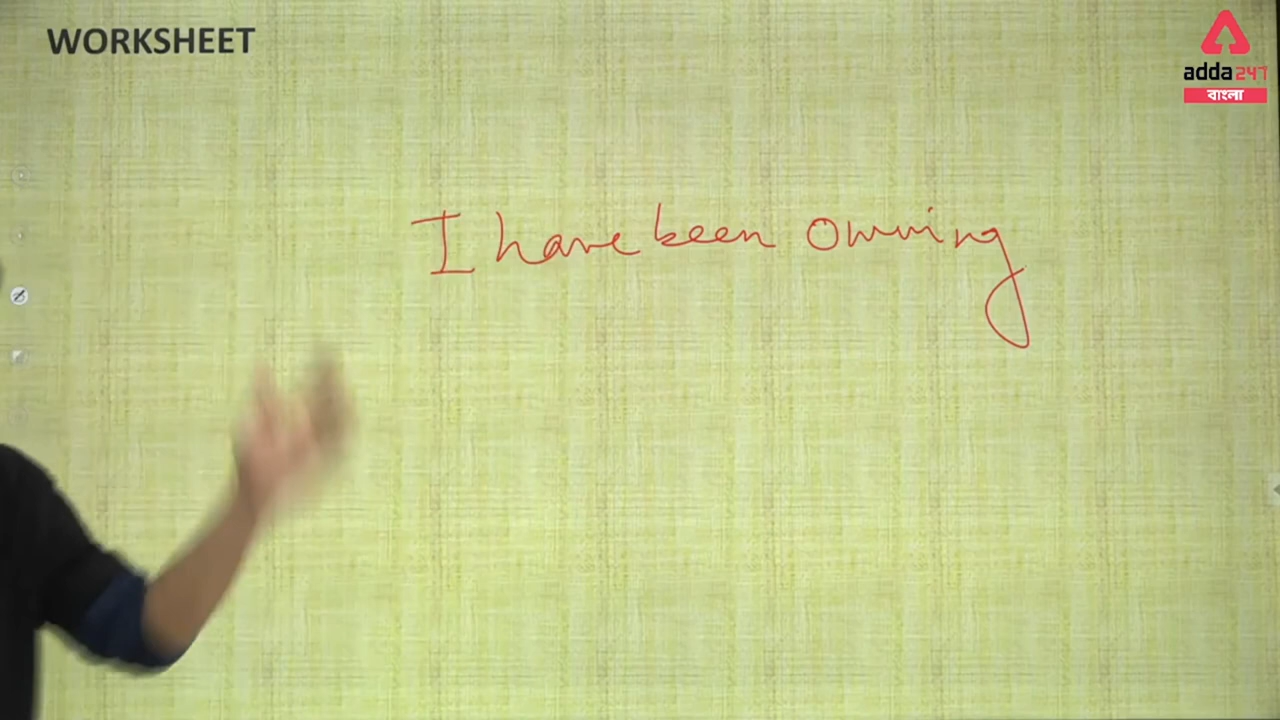 WORKSHEET
adda247
বাংলা
I have been owning